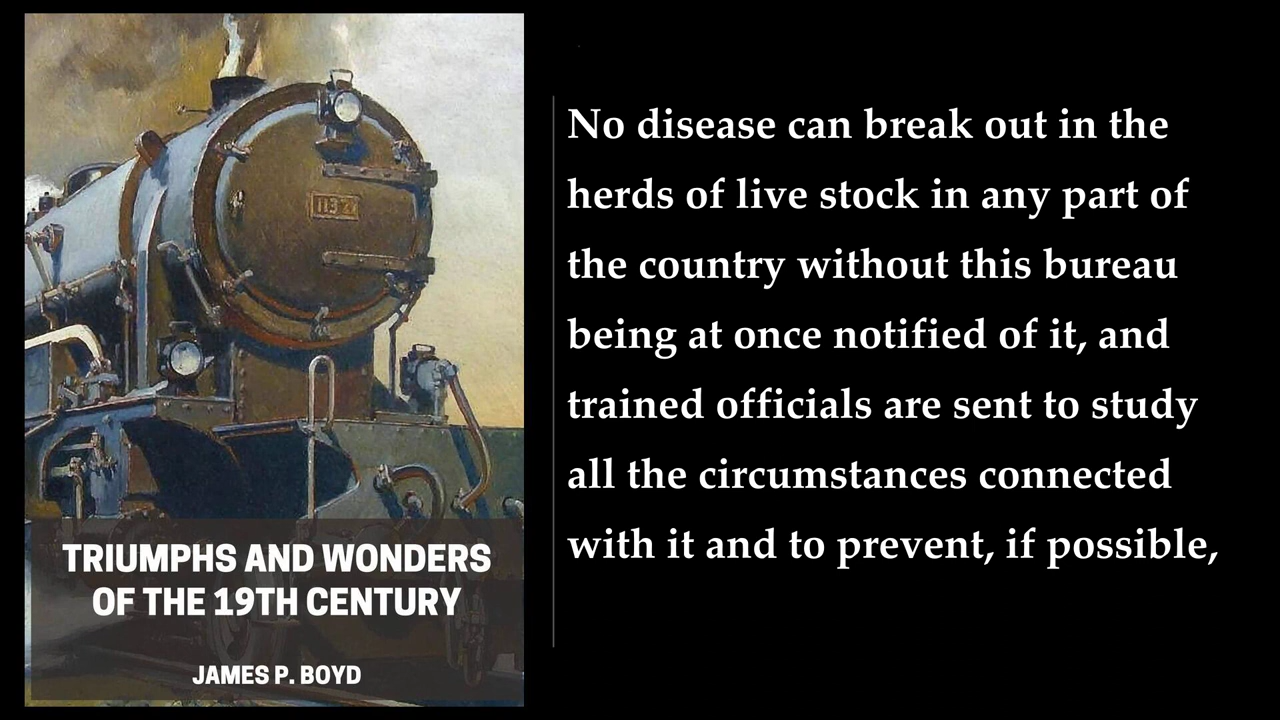 1132
TRIUMPHS AND WONDERS
OF THE 19TH CENTURY
JAMES P. BOYD
No disease can break out in the
herds of live stock in any part of
the country without this bureau
being at once notified of it, and
trained officials are sent to study
all the circumstances connected
with it and to prevent, if possible,